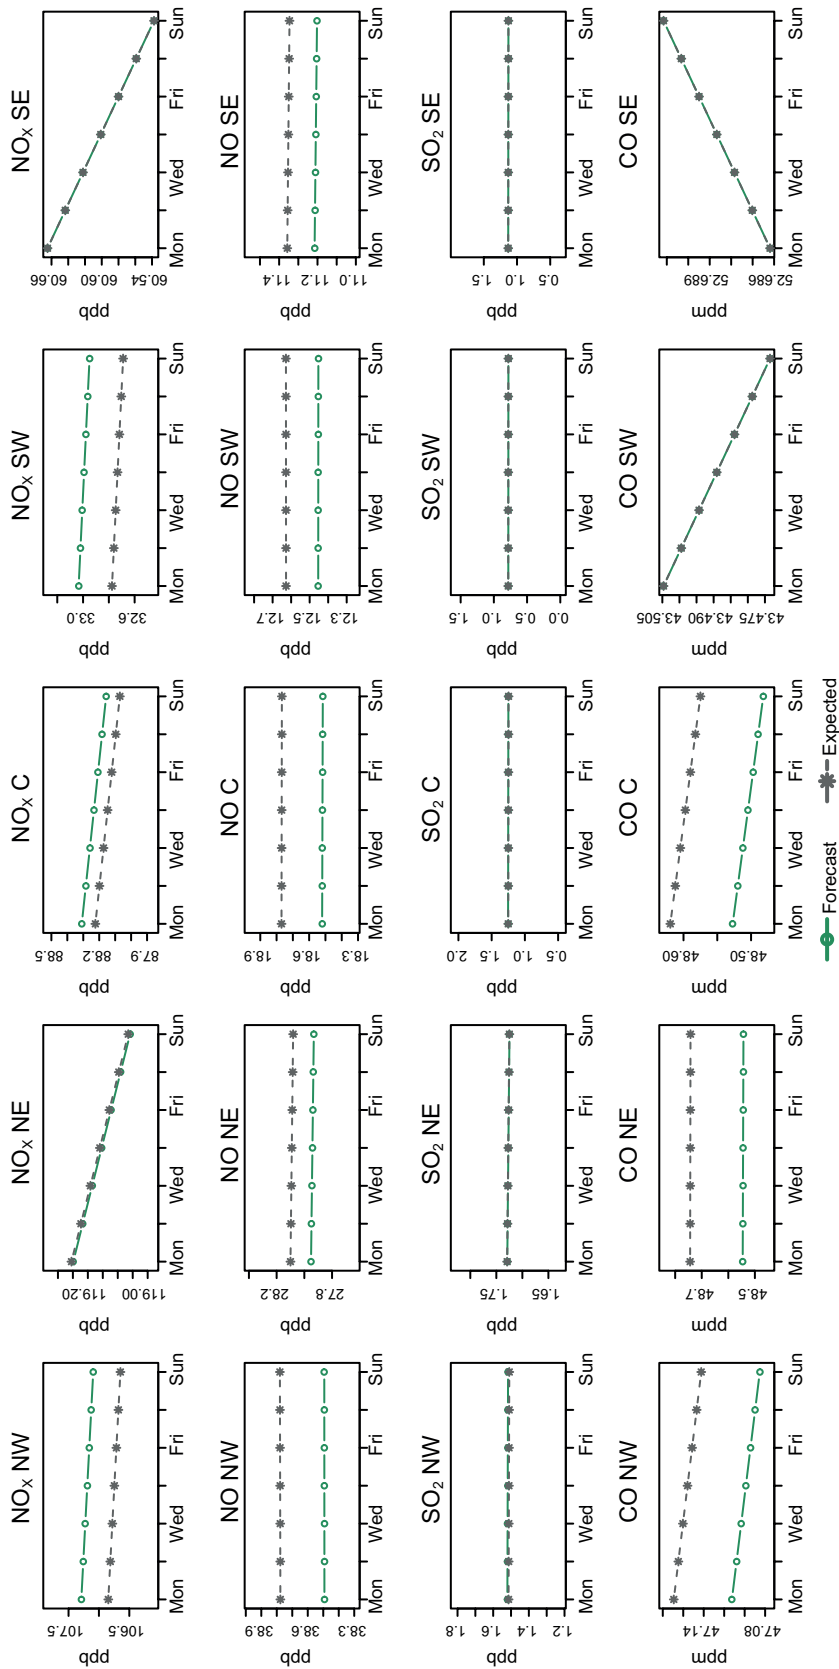 NOₓ NW
ppb
107.5
106.5
Mon Wed Fri Sun
NOₓ NE
ppb
119.20
119.00
Mon Wed Fri Sun
NOₓ C
ppb
88.5
88.2
87.9
Mon Wed Fri Sun
NOₓ SW
ppb
33.0
32.6
Mon Wed Fri Sun
NOₓ SE
ppb
60.66
60.60
60.54
Mon Wed Fri Sun
NO NW
ppb
38.9
38.6
38.3
Mon Wed Fri Sun
NO NE
ppb
28.2
27.8
Mon Wed Fri Sun
NO C
ppb
18.9
18.6
18.3
Mon Wed Fri Sun
NO SW
ppb
12.7
12.5
12.3
Mon Wed Fri Sun
NO SE
ppb
11.4
11.2
11.0
Mon Wed Fri Sun
SO₂ NW
ppb
1.8
1.6
1.4
1.2
Mon Wed Fri Sun
SO₂ NE
ppb
1.75
1.65
Mon Wed Fri Sun
SO₂ C
ppb
2.0
1.5
1.0
0.5
Mon Wed Fri Sun
SO₂ SW
ppb
1.5
1.0
0.5
0.0
Mon Wed Fri Sun
SO₂ SE
ppb
1.5
1.0
0.5
Mon Wed Fri Sun
CO NW
ppm
47.14
47.08
Mon Wed Fri Sun
CO NE
ppm
48.7
48.5
Mon Wed Fri Sun
CO C
ppm
48.60
48.50
Mon Wed Fri Sun
CO SW
ppm
43.505
43.490
43.475
Mon Wed Fri Sun
CO SE
ppm
52.689
52.686
Mon Wed Fri Sun
Forecast Expected